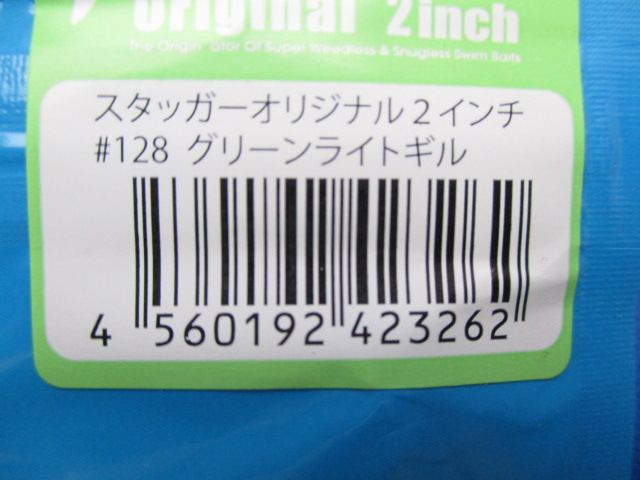 Original 2inch
The Originator Of Super Weedless & Snugless Swim Baits
スタッガーオリジナル２インチ
#128 グリーンライトギル
4 560192 423262